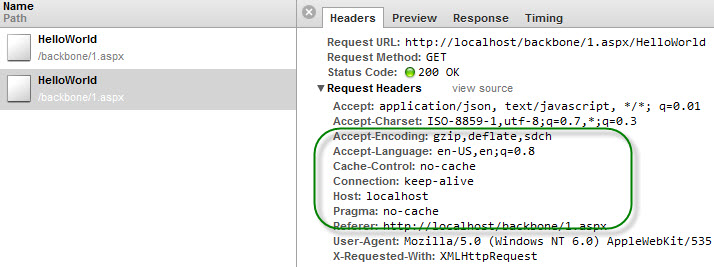 Name
Path
HelloWorld
/backbone/1.aspx
HelloWorld
/backbone/1.aspx
Headers Preview Response Timing
Request URL: http://localhost/backbone/1.aspx/HelloWorld
Request Method: GET
Status Code: 200 OK
▼Request Headers view source
Accept: application/json, text/javascript, */*; q=0.01
Accept-Charset: ISO-8859-1,utf-8;q=0.7,*;q=0.3
Accept-Encoding: gzip,deflate,sdch
Accept-Language: en-US,en;q=0.8
Cache-Control: no-cache
Connection: keep-alive
Host: localhost
Pragma: no-cache
Referer: http://localhost/backbone/1.aspx
User-Agent: Mozilla/5.0 (Windows NT 6.0) AppleWebKit/535
X-Requested-With: XMLHttpRequest